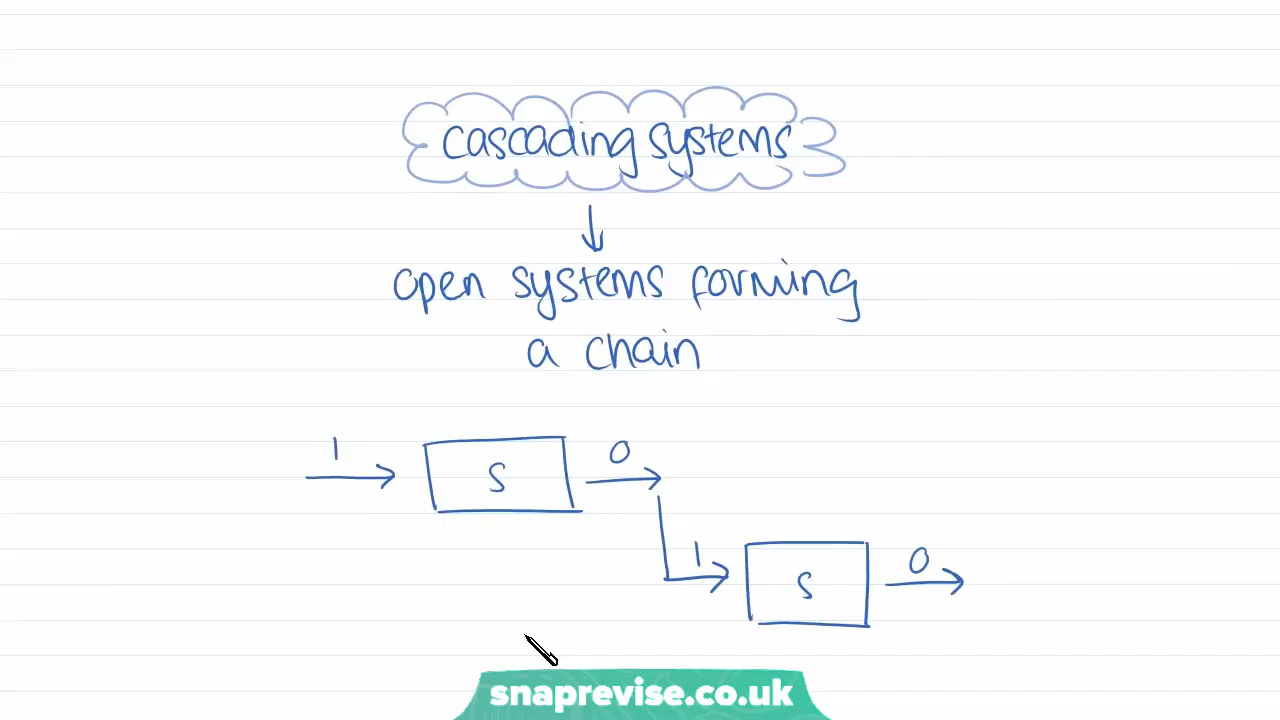 cascading systems
open systems forming
a chain
I
S
O
I
S
O
snaprevise.co.uk